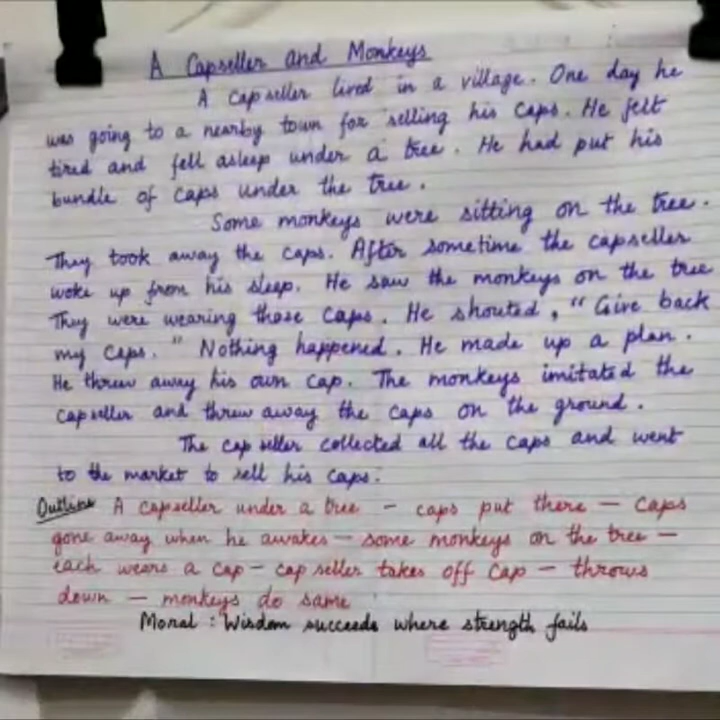 A Capseller and Monkeys
A capseller lived in a village. One day he
was going to a nearby town for selling his caps. He felt
tired and fell asleep under a tree. He had put his
bundle of caps under the tree.
Some monkeys were sitting on the tree.
They took away the caps. After sometime the capseller
woke up from his sleep. He saw the monkeys on the tree
They were wearing those caps. He shouted, "Give back
my caps." Nothing happened. He made up a plan.
He threw away his own cap. The monkeys imitated the
capseller and threw away the caps on the ground.
The capseller collected all the caps and went
to the market to sell his caps.
Outline A capseller under a tree – caps put there – caps
gone away when he awakes – some monkeys on the tree –
each wears a cap – capseller takes off cap – throws
down – monkeys do same
Moral : Wisdom succeeds where strength fails